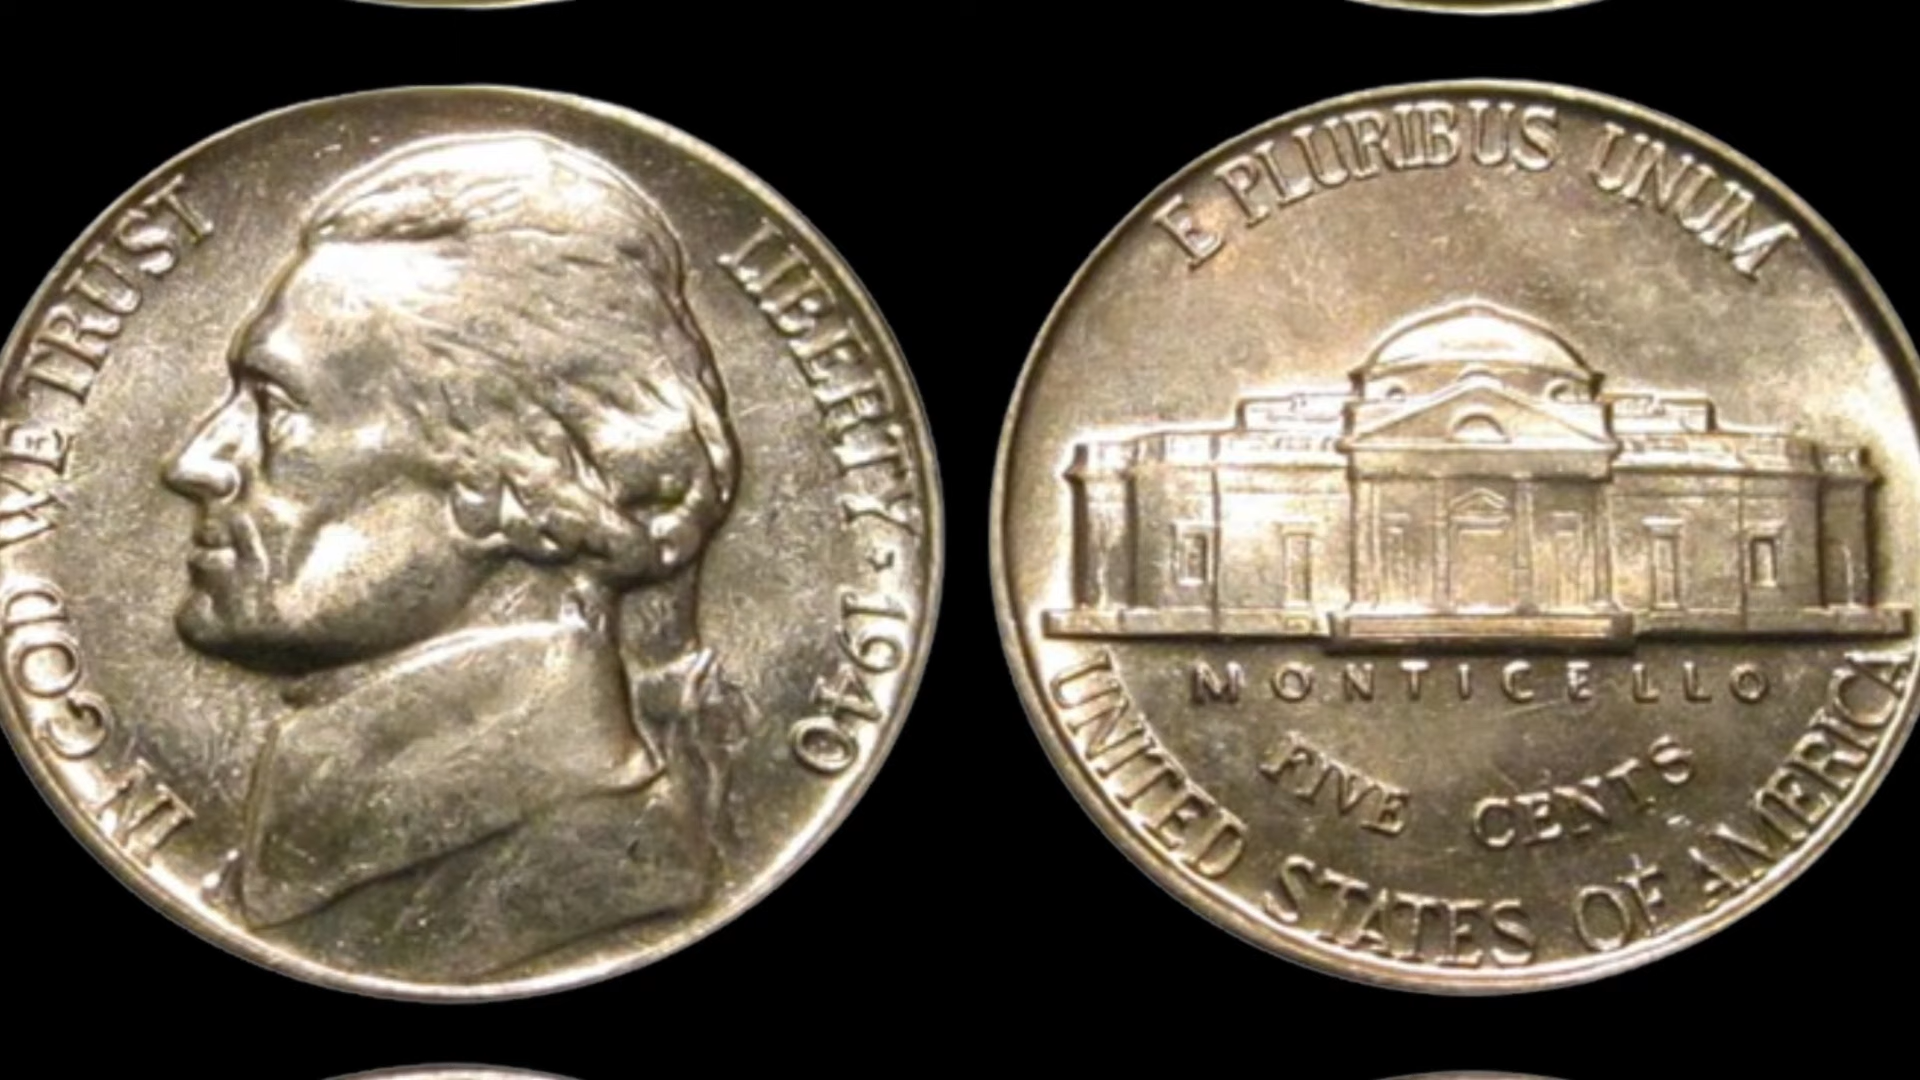 IN GOD WE TRUST
LIBERTY · 1940
E PLURIBUS UNUM
MONTICELLO
FIVE CENTS
UNITED STATES OF AMERICA